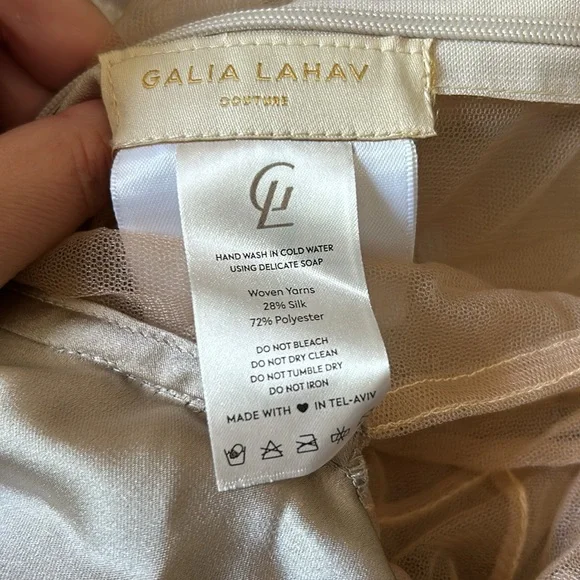 GALIA LAHAV
COUTURE
GL
HAND WASH IN COLD WATER
USING DELICATE SOAP
Woven Yarns
28% Silk
72% Polyester
DO NOT BLEACH
DO NOT DRY CLEAN
DO NOT TUMBLE DRY
DO NOT IRON
MADE WITH ♥ IN TEL-AVIV